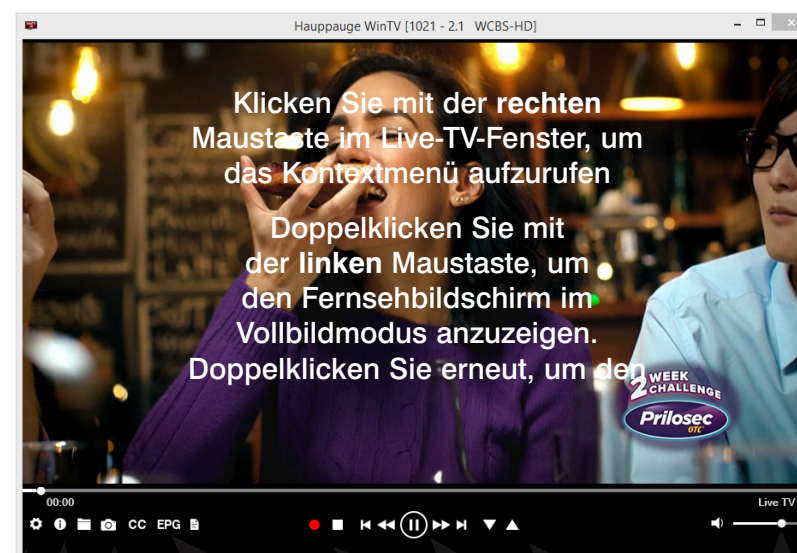 Hauppauge WinTV [1021 - 2.1 WCBS-HD]
Klicken Sie mit der rechten
Maustaste im Live-TV-Fenster, um
das Kontextmenü aufzurufen
Doppelklicken Sie mit
der linken Maustaste, um
den Fernsehbildschirm im
Vollbildmodus anzuzeigen.
Doppelklicken Sie erneut, um den
2 WEEK
CHALLENGE
Prilosec
OTC
00:00
Live TV
CC EPG